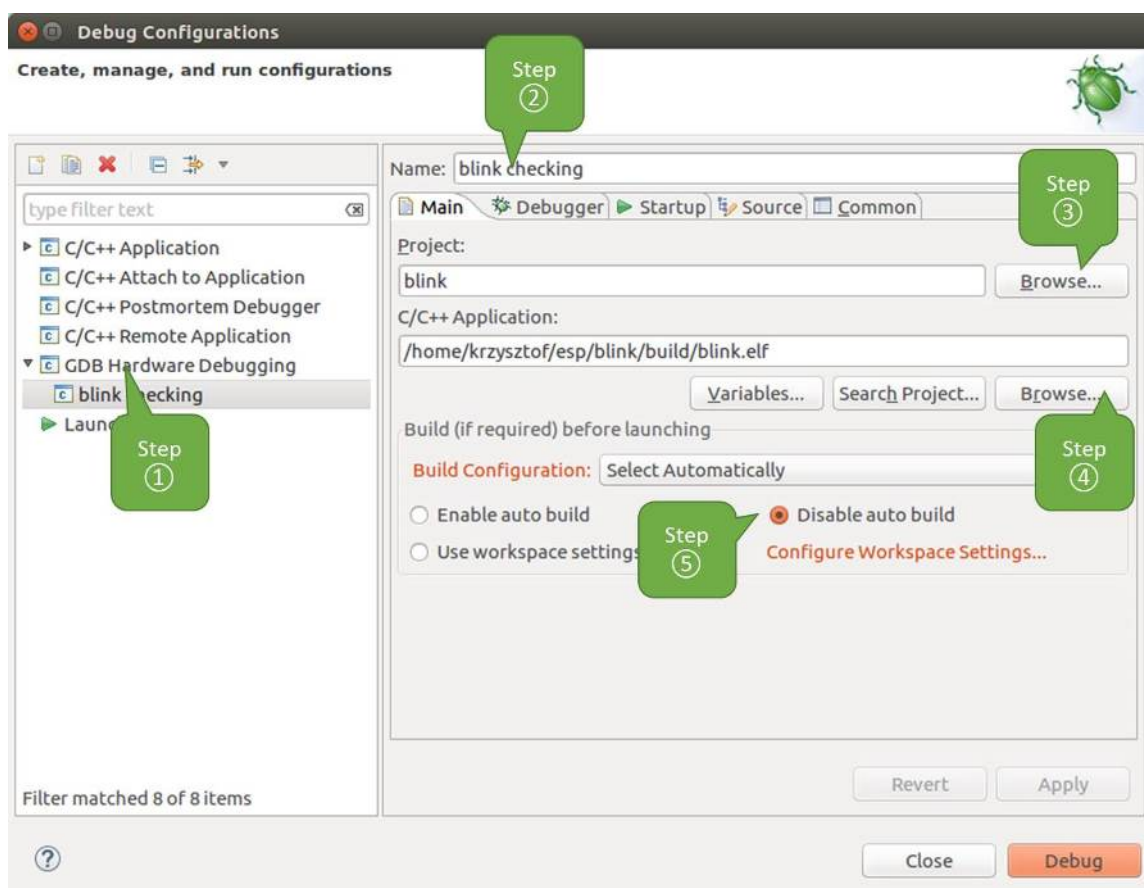 Debug Configurations
Create, manage, and run configurations
Step
②
Name: blink checking
type filter text
Main Debugger Startup Source Common
Step
③
C/C++ Application
C/C++ Attach to Application
C/C++ Postmortem Debugger
C/C++ Remote Application
GDB Hardware Debugging
blink checking
Laun
Step
①
Project:
blink Browse...
C/C++ Application:
/home/krzysztof/esp/blink/build/blink.elf
Variables... Search Project... Browse...
Step
④
Build (if required) before launching
Build Configuration: Select Automatically
Enable auto build Disable auto build
Step
⑤
Use workspace settings Configure Workspace Settings...
Revert Apply
Filter matched 8 of 8 items
Close Debug